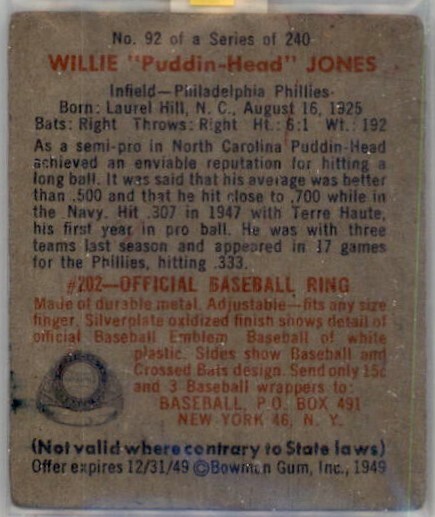 No. 92 of a Series of 240
WILLIE "Puddin-Head" JONES
Infield—Philadelphia Phillies
Born: Laurel Hill, N. C., August 16, 1925
Bats: Right Throws: Right Ht.: 6:1 Wt.: 192
As a semi-pro in North Carolina Puddin-Head
achieved an enviable reputation for hitting a
long ball. It was said that his average was better
than .500 and that he hit close to .700 while in
the Navy. Hit .307 in 1947 with Terre Haute,
his first year in pro ball. He was with three
teams last season and appeared in 17 games
for the Phillies, hitting .333.
#202—OFFICIAL BASEBALL RING
Made of durable metal. Adjustable—fits any size
finger. Silverplate oxidized finish shows detail of
official Baseball Emblem. Baseball of white
plastic. Sides show Baseball and
Crossed Bats design. Send only 15c
and 3 Baseball wrappers to:
BASEBALL, P.O. BOX 491
NEW YORK 46, N. Y.
(Not valid where contrary to State laws)
Offer expires 12/31/49 ©Bowman Gum, Inc., 1949